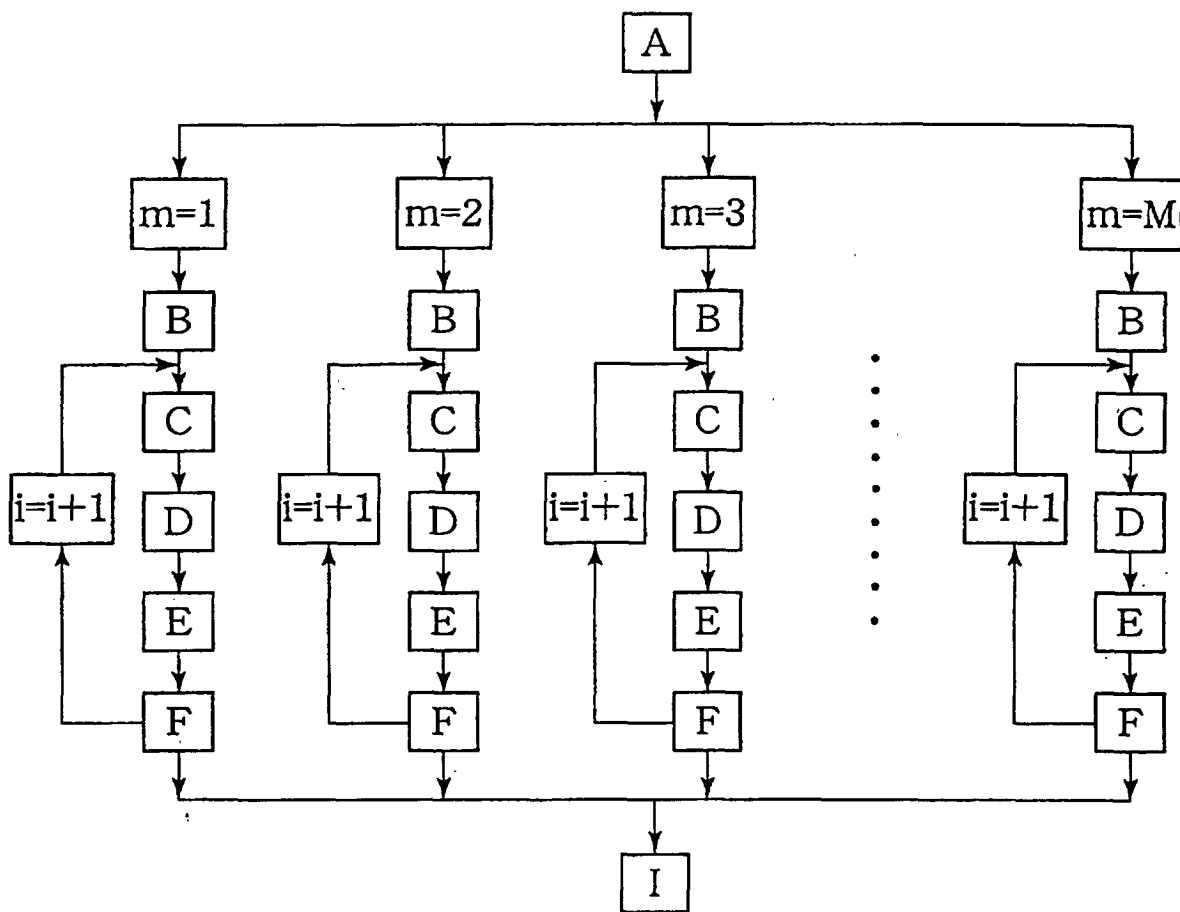 A
m=1 m=2 m=3 m=M
B B B B
C C C C
i=i+1 i=i+1 i=i+1 i=i+1
D D D D
E E E E
F F F F
I